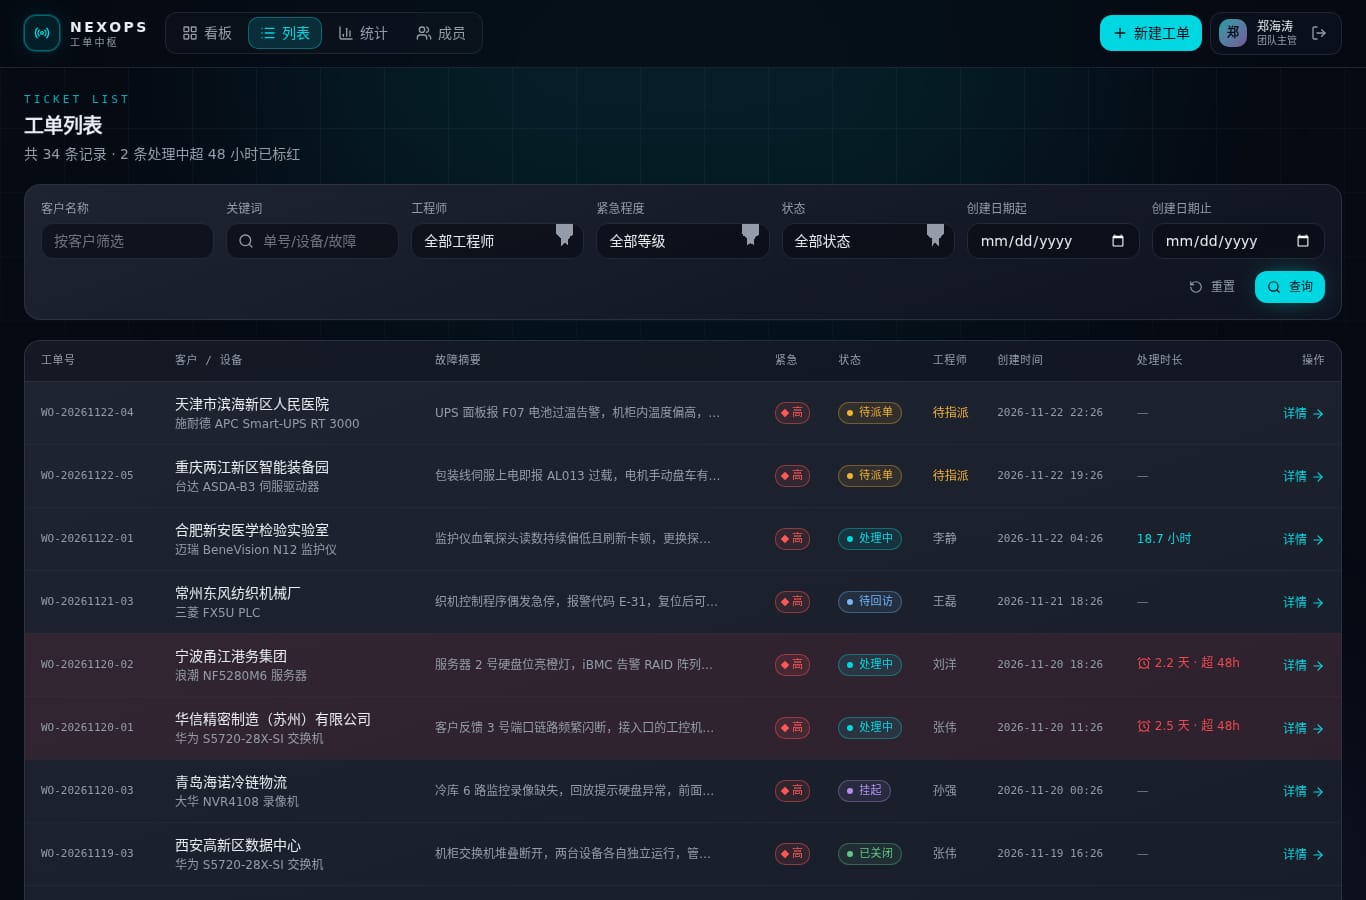 NEXOPS
工单中枢
看板
列表
统计
成员
新建工单
郑
郑海涛
团队主管
TICKET LIST
工单列表
共 34 条记录 · 2 条处理中超 48 小时已标红
客户名称 关键词 工程师 紧急程度 状态 创建日期起 创建日期止
按客户筛选 单号/设备/故障 全部工程师 全部等级 全部状态 mm/dd/yyyy mm/dd/yyyy
重置 查询
工单号 客户 / 设备 故障摘要 紧急 状态 工程师 创建时间 处理时长 操作
WO-20261122-04 天津市滨海新区人民医院 UPS 面板报 F07 电池过温告警，机柜内温度偏高，… 高 待派单 待指派 2026-11-22 22:26 — 详情
施耐德 APC Smart-UPS RT 3000
WO-20261122-05 重庆两江新区智能装备园 包装线伺服上电即报 AL013 过载，电机手动盘车有… 高 待派单 待指派 2026-11-22 19:26 — 详情
台达 ASDA-B3 伺服驱动器
WO-20261122-01 合肥新安医学检验实验室 监护仪血氧探头读数持续偏低且刷新卡顿，更换探… 高 处理中 李静 2026-11-22 04:26 18.7 小时 详情
迈瑞 BeneVision N12 监护仪
WO-20261121-03 常州东风纺织机械厂 织机控制程序偶发急停，报警代码 E-31，复位后可… 高 待回访 王磊 2026-11-21 18:26 — 详情
三菱 FX5U PLC
WO-20261120-02 宁波甬江港务集团 服务器 2 号硬盘位亮橙灯，iBMC 告警 RAID 阵列… 高 处理中 刘洋 2026-11-20 18:26 2.2 天 · 超 48h 详情
浪潮 NF5280M6 服务器
WO-20261120-01 华信精密制造（苏州）有限公司 客户反馈 3 号端口链路频繁闪断，接入口的工控机… 高 处理中 张伟 2026-11-20 11:26 2.5 天 · 超 48h 详情
华为 S5720-28X-SI 交换机
WO-20261120-03 青岛海诺冷链物流 冷库 6 路监控录像缺失，回放提示硬盘异常，前面… 高 挂起 孙强 2026-11-20 00:26 — 详情
大华 NVR4108 录像机
WO-20261119-03 西安高新区数据中心 机柜交换机堆叠断开，两台设备各自独立运行，管… 高 已关闭 张伟 2026-11-19 16:26 — 详情
华为 S5720-28X-SI 交换机